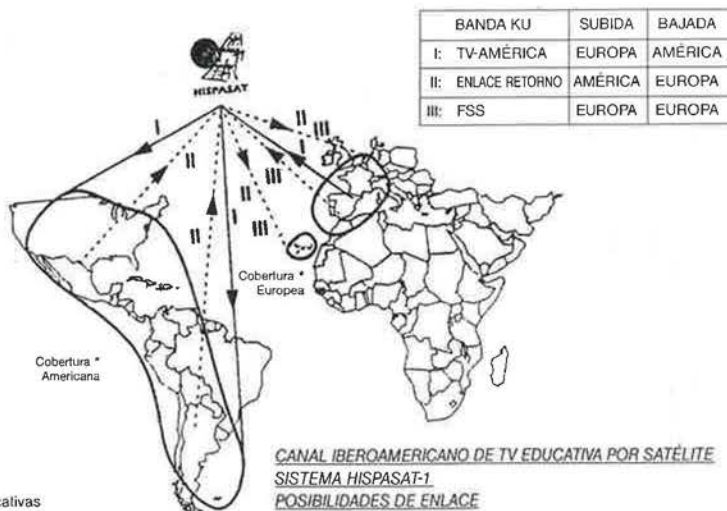 BANDA KU SUBIDA BAJADA
I: TV-AMÉRICA EUROPA AMÉRICA
II: ENLACE RETORNO AMÉRICA EUROPA
III: FSS EUROPA EUROPA
HISPASAT
I
II
III
I
II
III
II
II
I
III
Cobertura *
Europea
Cobertura *
Americana
CANAL IBEROAMERICANO DE TV EDUCATIVA POR SATÉLITE
SISTEMA HISPASAT-1
POSIBILIDADES DE ENLACE
cativas